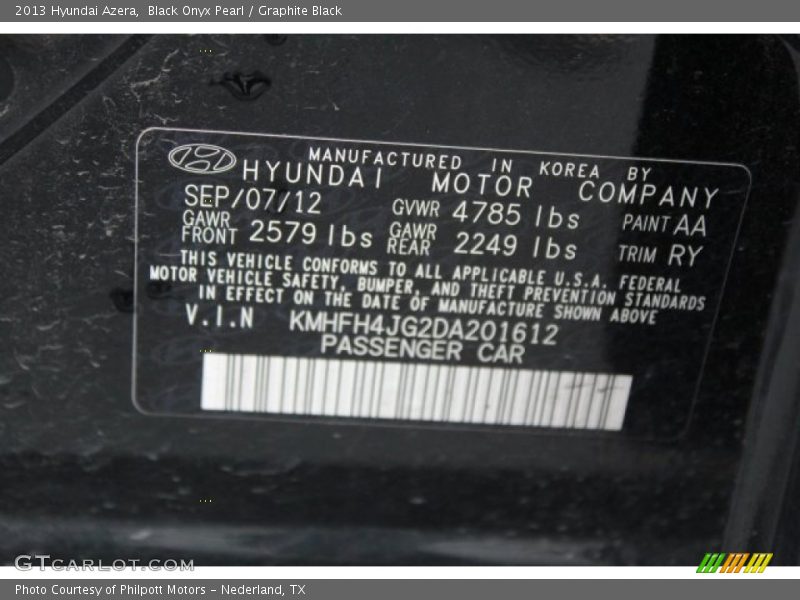 2013 Hyundai Azera, Black Onyx Pearl / Graphite Black
MANUFACTURED IN KOREA BY
HYUNDAI MOTOR COMPANY
SEP/07/12 GVWR 4785 lbs PAINT AA
GAWR FRONT 2579 lbs GAWR REAR 2249 lbs TRIM RY
THIS VEHICLE CONFORMS TO ALL APPLICABLE U.S.A. FEDERAL
MOTOR VEHICLE SAFETY, BUMPER, AND THEFT PREVENTION STANDARDS
IN EFFECT ON THE DATE OF MANUFACTURE SHOWN ABOVE
V.I.N KMHFH4JG2DA201612
PASSENGER CAR
GTCARLOT.COM
Photo Courtesy of Philpott Motors - Nederland, TX